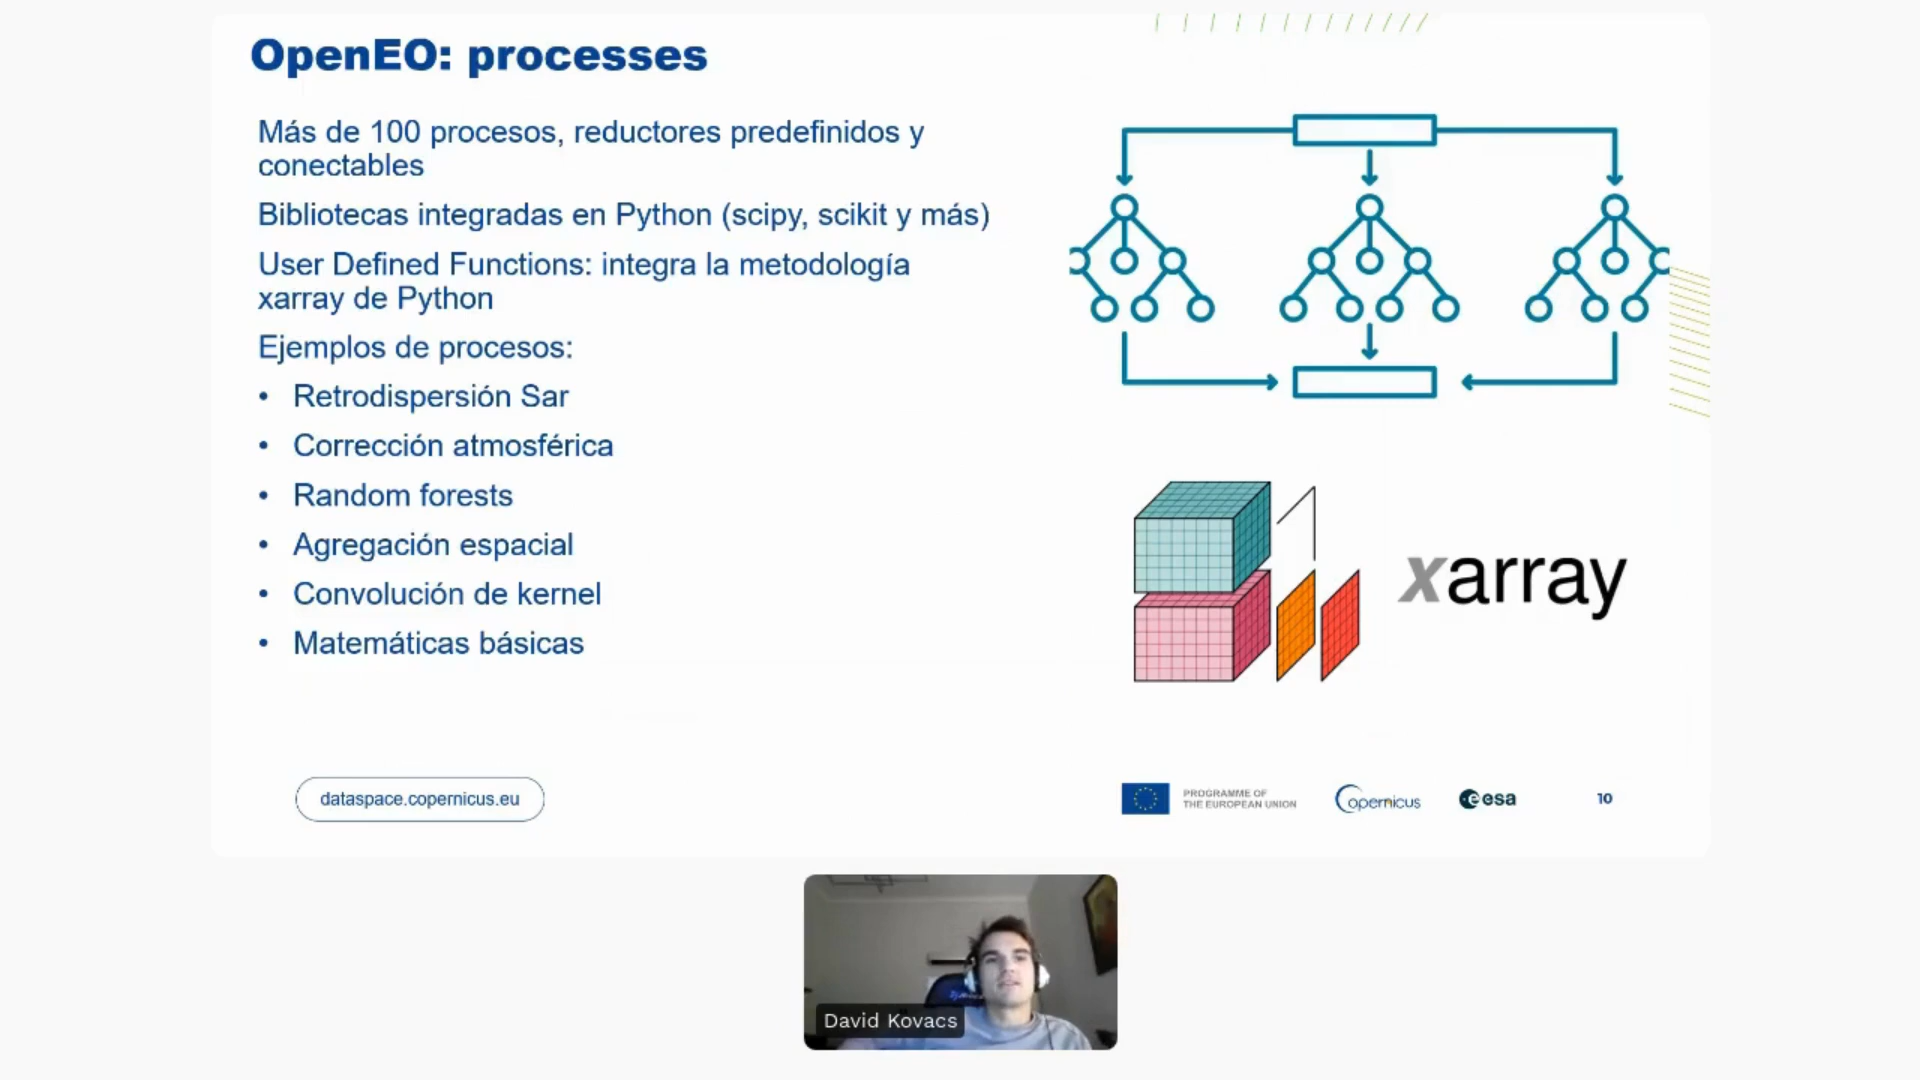 OpenEO: processes
Más de 100 procesos, reductores predefinidos y
conectables
Bibliotecas integradas en Python (scipy, scikit y más)
User Defined Functions: integra la metodología
xarray de Python
Ejemplos de procesos:
• Retrodispersión Sar
• Corrección atmosférica
• Random forests
• Agregación espacial
• Convolución de kernel
• Matemáticas básicas
xarray
dataspace.copernicus.eu
PROGRAMME OF
THE EUROPEAN UNION
opernicus
esa
10
David Kovacs